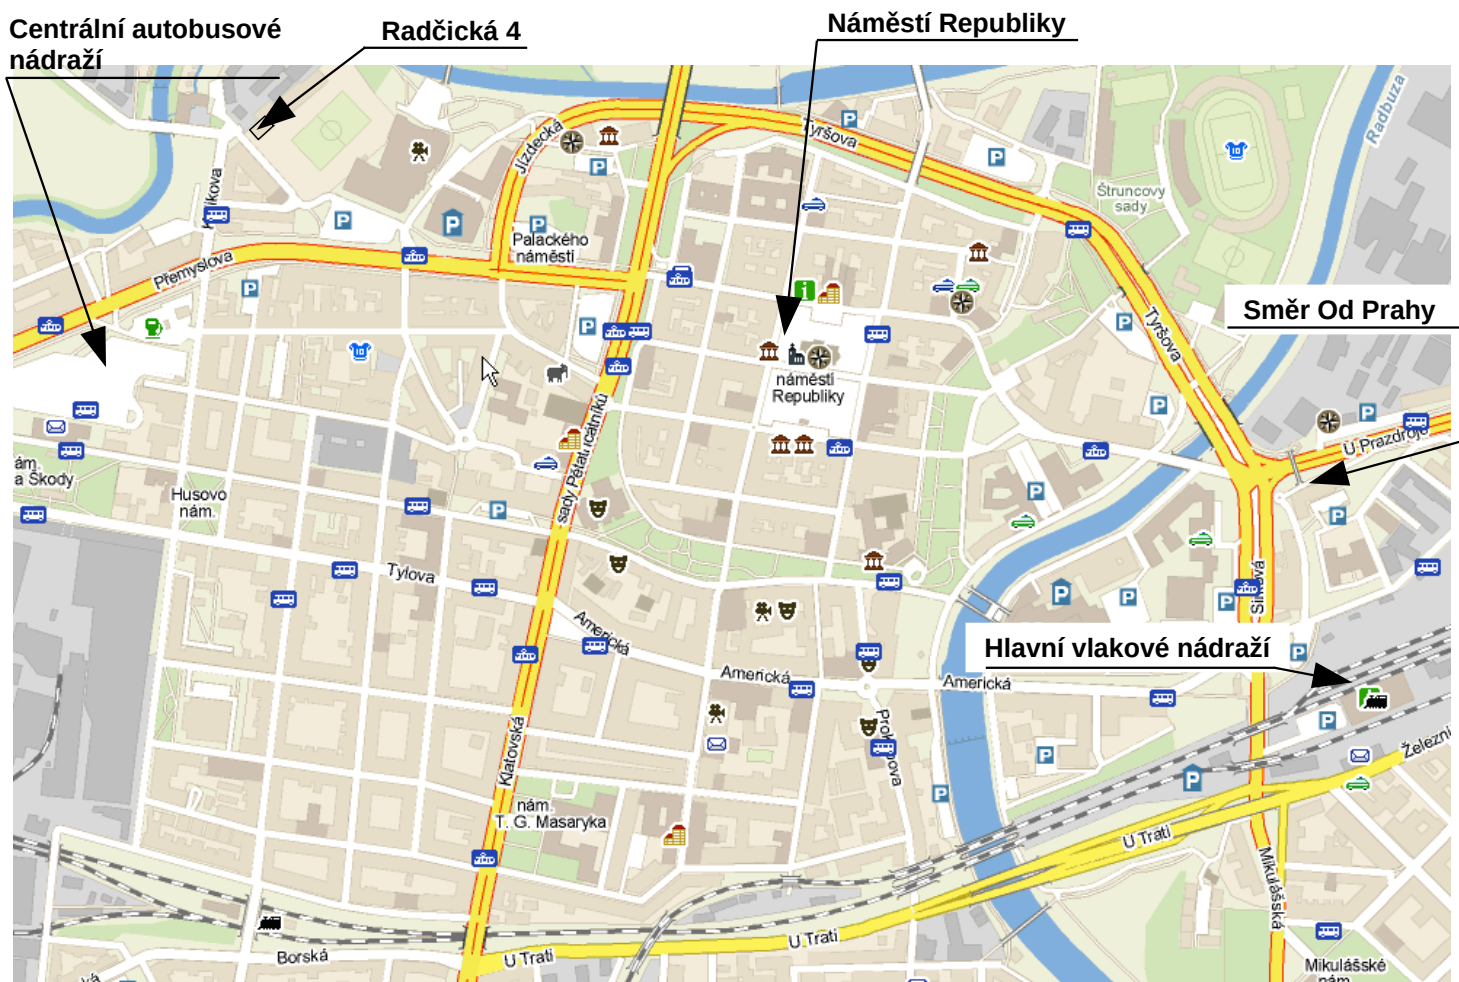 Centrální autobusové
nádraží
Radčická 4
Náměstí Republiky
Radbuza
Jízdecká
Tyršova
Štruncovy
sady
Palackého
náměstí
Přemyslova
Směr Od Prahy
Tyršova
náměstí
Republiky
U Prazdroje
sady Pětatřicátníků
ám.
a Škody
Husovo
nám.
Tylova
Americká
Sirková
Hlavní vlakové nádraží
Americká
Americká
Klatovská
Prokopova
Železni
nám.
T. G. Masaryka
U Trati
Mikulášská
U Trati
U Trati
Borská
ká
Mikulášské
nám.